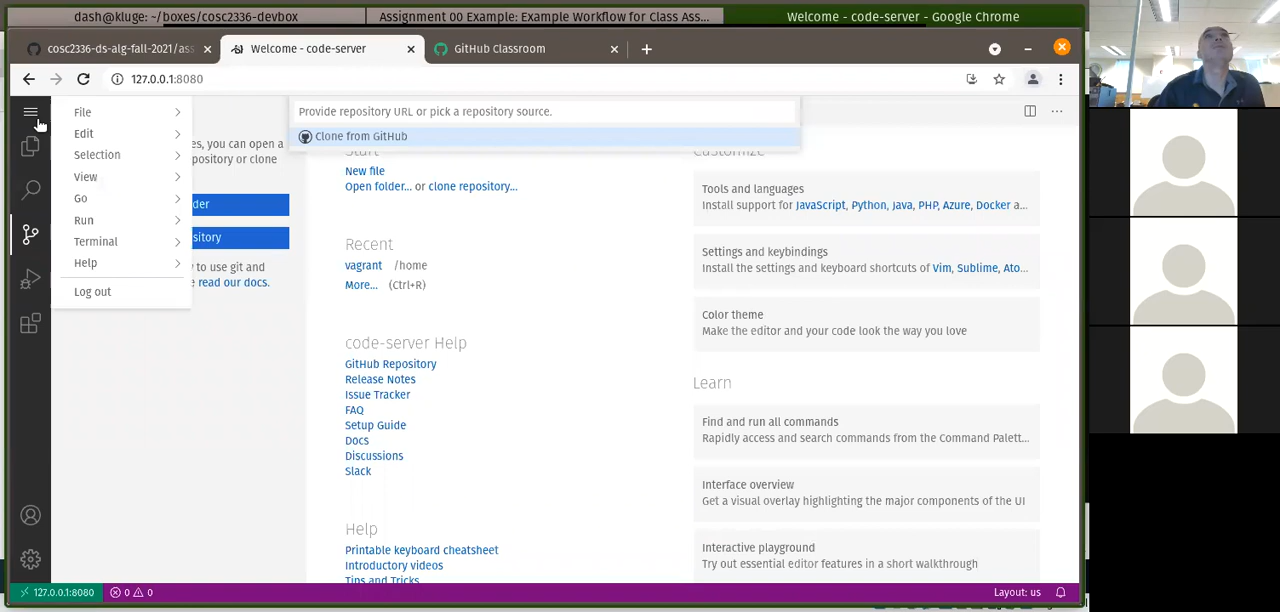 dash@kluge: ~/boxes/cosc2336-devbox
Assignment 00 Example: Example Workflow for Class Ass...
Welcome - code-server - Google Chrome
cosc2336-ds-alg-fall-2021/ass
Welcome - code-server
GitHub Classroom
127.0.0.1:8080
File
Edit
Selection
View
Go
Run
Terminal
Help
Log out
es, you can open a
pository or clone
der
ository
to use git and
e read our docs.
Provide repository URL or pick a repository source.
Clone from GitHub
Start
New file
Open folder... or clone repository...
Recent
vagrant /home
More... (Ctrl+R)
code-server Help
GitHub Repository
Release Notes
Issue Tracker
FAQ
Setup Guide
Docs
Discussions
Slack
Help
Printable keyboard cheatsheet
Introductory videos
Tips and Tricks
Customize
Tools and languages
Install support for JavaScript, Python, Java, PHP, Azure, Docker a...
Settings and keybindings
Install the settings and keyboard shortcuts of Vim, Sublime, Ato...
Color theme
Make the editor and your code look the way you love
Learn
Find and run all commands
Rapidly access and search commands from the Command Palett...
Interface overview
Get a visual overlay highlighting the major components of the UI
Interactive playground
Try out essential editor features in a short walkthrough
127.0.0.1:8080
0 0
Layout: us